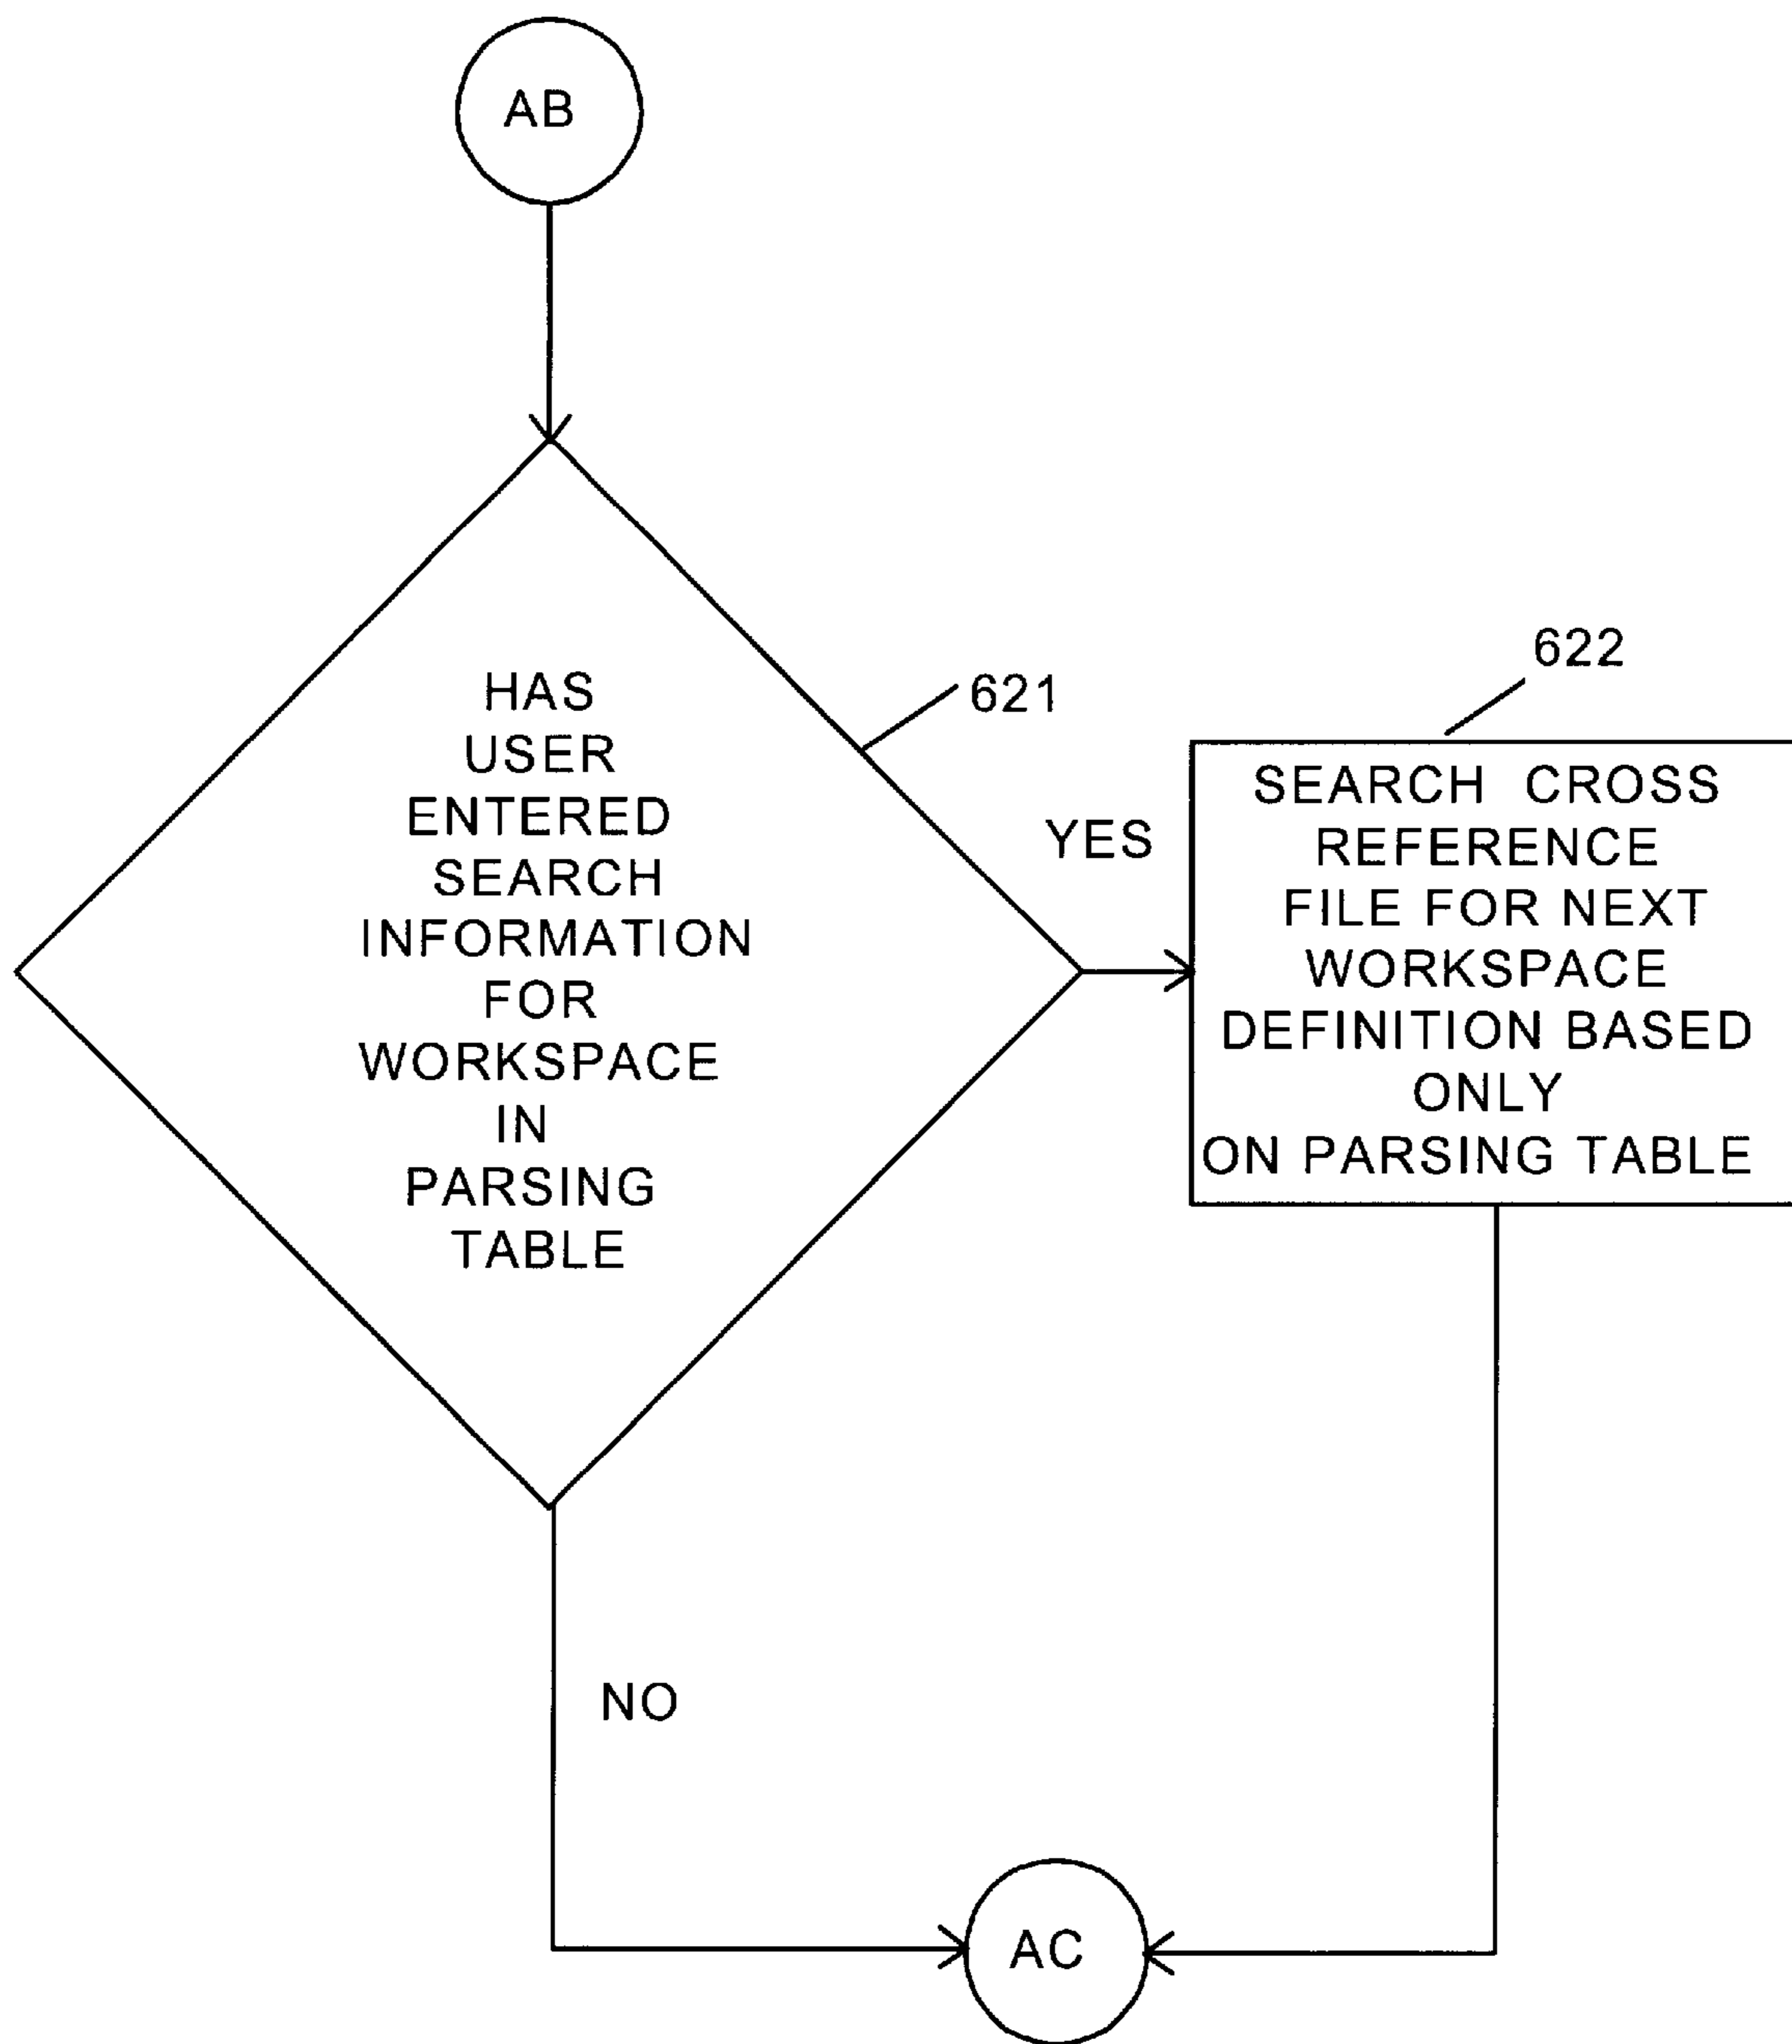 AB
HAS
USER
ENTERED
SEARCH
INFORMATION
FOR
WORKSPACE
IN
PARSING
TABLE
621
YES
622
SEARCH CROSS
REFERENCE
FILE FOR NEXT
WORKSPACE
DEFINITION BASED
ONLY
ON PARSING TABLE
NO
AC